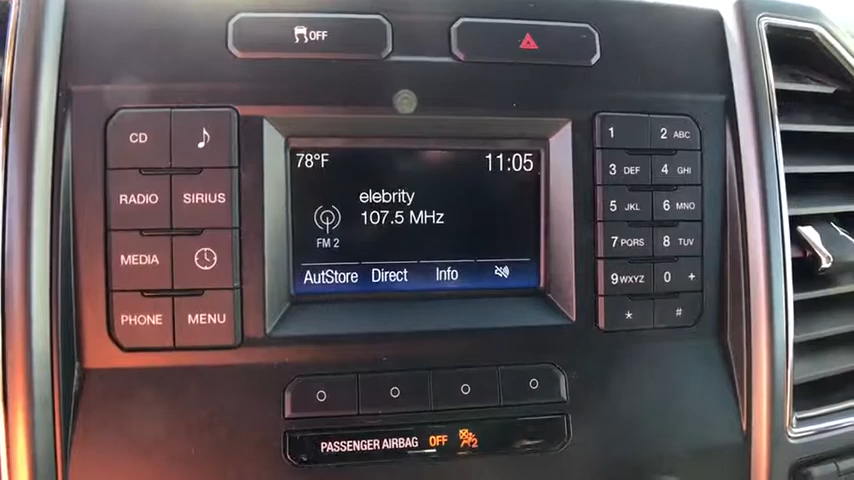 OFF
78°F 11:05
elebrity
107.5 MHz
FM 2
AutStore Direct Info
CD
RADIO SIRIUS
MEDIA
PHONE MENU
1 2 ABC
3 DEF 4 GHI
5 JKL 6 MNO
7 PQRS 8 TUV
9 WXYZ 0 +
* #
PASSENGER AIRBAG OFF 2